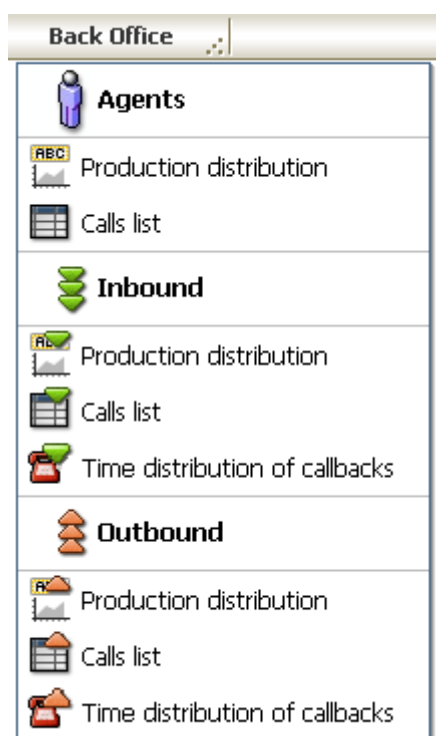 Back Office
Agents
ABC
Production distribution
Calls list
Inbound
Production distribution
Calls list
Time distribution of callbacks
Outbound
Production distribution
Calls list
Time distribution of callbacks